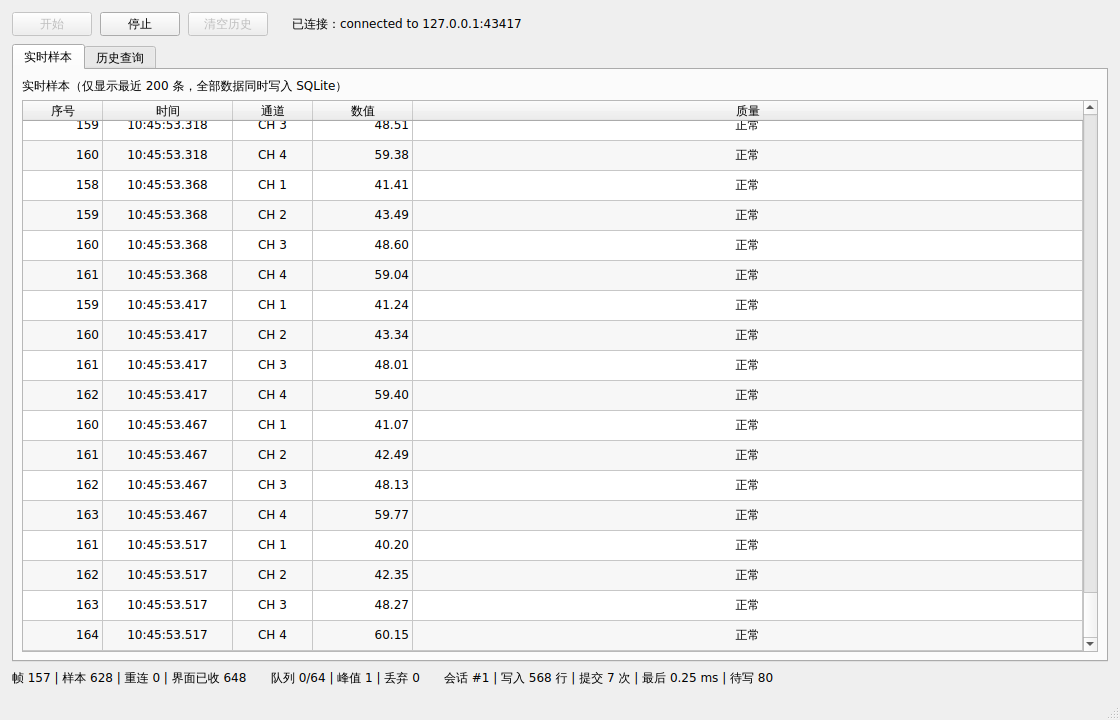 开始 停止 清空历史 已连接：connected to 127.0.0.1:43417
实时样本 历史查询
实时样本（仅显示最近 200 条，全部数据同时写入 SQLite）
序号 时间 通道 数值 质量
159 10:45:53.318 CH 3 48.51 正常
160 10:45:53.318 CH 4 59.38 正常
158 10:45:53.368 CH 1 41.41 正常
159 10:45:53.368 CH 2 43.49 正常
160 10:45:53.368 CH 3 48.60 正常
161 10:45:53.368 CH 4 59.04 正常
159 10:45:53.417 CH 1 41.24 正常
160 10:45:53.417 CH 2 43.34 正常
161 10:45:53.417 CH 3 48.01 正常
162 10:45:53.417 CH 4 59.40 正常
160 10:45:53.467 CH 1 41.07 正常
161 10:45:53.467 CH 2 42.49 正常
162 10:45:53.467 CH 3 48.13 正常
163 10:45:53.467 CH 4 59.77 正常
161 10:45:53.517 CH 1 40.20 正常
162 10:45:53.517 CH 2 42.35 正常
163 10:45:53.517 CH 3 48.27 正常
164 10:45:53.517 CH 4 60.15 正常
帧 157 | 样本 628 | 重连 0 | 界面已收 648 队列 0/64 | 峰值 1 | 丢弃 0 会话 #1 | 写入 568 行 | 提交 7 次 | 最后 0.25 ms | 待写 80